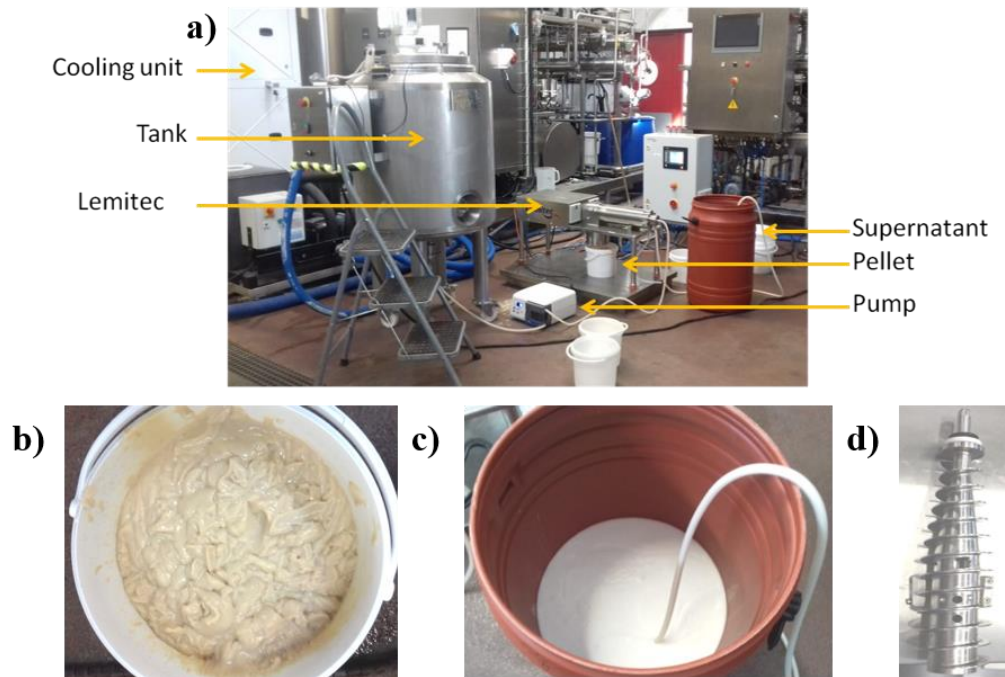 a)
Cooling unit
Tank
Lemitec
Supernatant
Pellet
Pump
b)
c)
d)